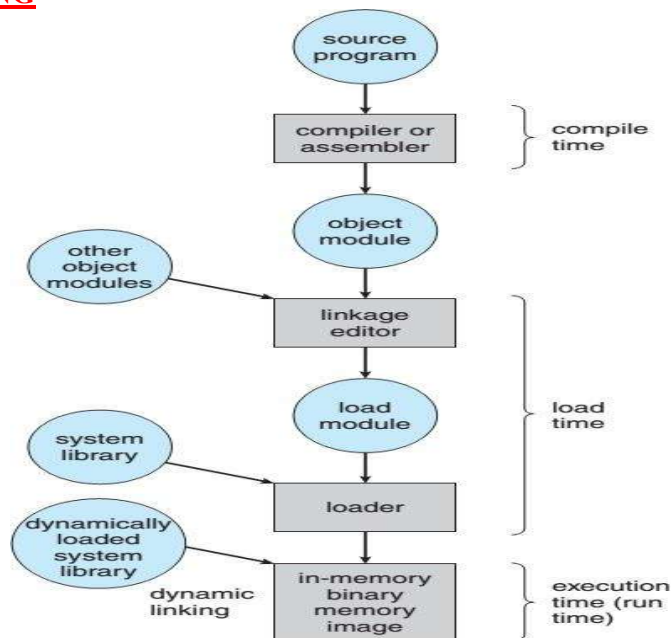 source
program
compiler or
assembler
compile
time
object
module
other
object
modules
linkage
editor
load
module
load
time
system
library
loader
dynamically
loaded
system
library
dynamic
linking
in-memory
binary
memory
image
execution
time (run
time)